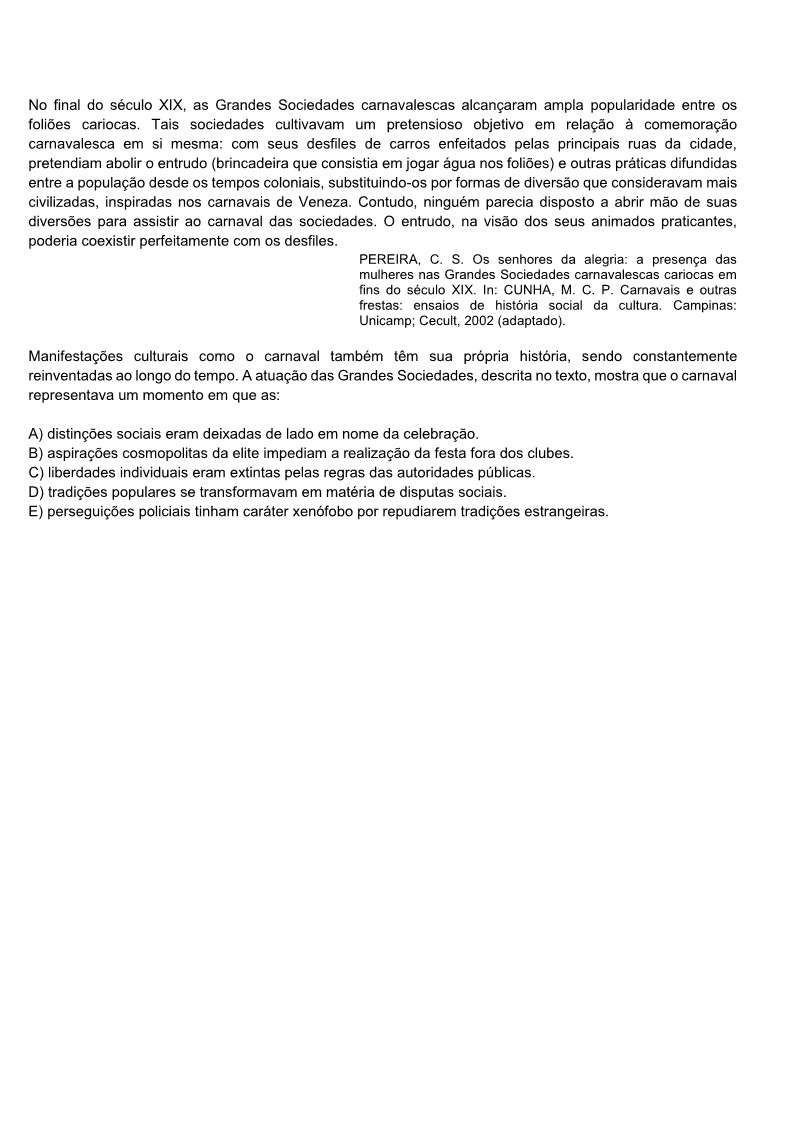 No final do século XIX, as Grandes Sociedades carnavalescas alcançaram ampla popularidade entre os
foliões cariocas. Tais sociedades cultivavam um pretensioso objetivo em relação à comemoração
carnavalesca em si mesma: com seus desfiles de carros enfeitados pelas principais ruas da cidade,
pretendiam abolir o entrudo (brincadeira que consistia em jogar água nos foliões) e outras práticas difundidas
entre a população desde os tempos coloniais, substituindo-os por formas de diversão que consideravam mais
civilizadas, inspiradas nos carnavais de Veneza. Contudo, ninguém parecia disposto a abrir mão de suas
diversões para assistir ao carnaval das sociedades. O entrudo, na visão dos seus animados praticantes,
poderia coexistir perfeitamente com os desfiles.
PEREIRA, C. S. Os senhores da alegria: a presença das
mulheres nas Grandes Sociedades carnavalescas cariocas em
fins do século XIX. In: CUNHA, M. C. P. Carnavais e outras
frestas: ensaios de história social da cultura. Campinas:
Unicamp; Cecult, 2002 (adaptado).
Manifestações culturais como o carnaval também têm sua própria história, sendo constantemente
reinventadas ao longo do tempo. A atuação das Grandes Sociedades, descrita no texto, mostra que o carnaval
representava um momento em que as:
A) distinções sociais eram deixadas de lado em nome da celebração.
B) aspirações cosmopolitas da elite impediam a realização da festa fora dos clubes.
C) liberdades individuais eram extintas pelas regras das autoridades públicas.
D) tradições populares se transformavam em matéria de disputas sociais.
E) perseguições policiais tinham caráter xenófobo por repudiarem tradições estrangeiras.